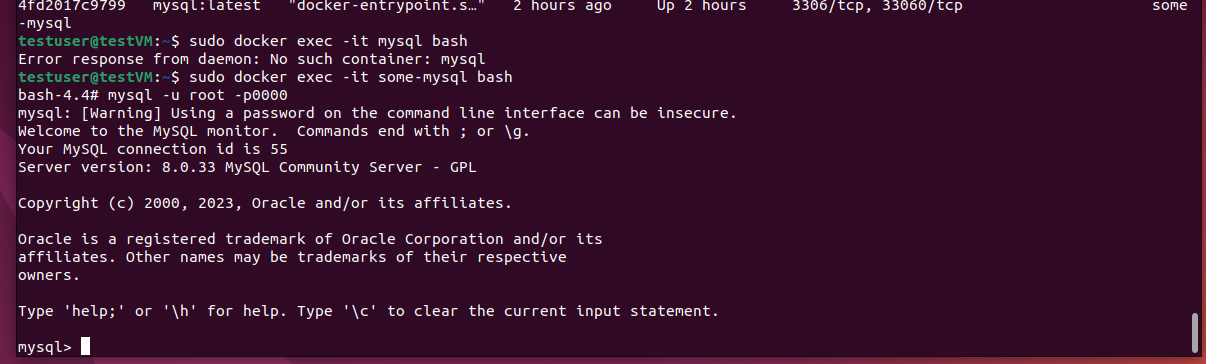 4fd2017c9799   mysql:latest   "docker-entrypoint.s…"   2 hours ago     Up 2 hours     3306/tcp, 33060/tcp                     some
-mysql
testuser@testVM:~$ sudo docker exec -it mysql bash
Error response from daemon: No such container: mysql
testuser@testVM:~$ sudo docker exec -it some-mysql bash
bash-4.4# mysql -u root -p0000
mysql: [Warning] Using a password on the command line interface can be insecure.
Welcome to the MySQL monitor.  Commands end with ; or \g.
Your MySQL connection id is 55
Server version: 8.0.33 MySQL Community Server - GPL
Copyright (c) 2000, 2023, Oracle and/or its affiliates.
Oracle is a registered trademark of Oracle Corporation and/or its
affiliates. Other names may be trademarks of their respective
owners.
Type 'help;' or '\h' for help. Type '\c' to clear the current input statement.
mysql>